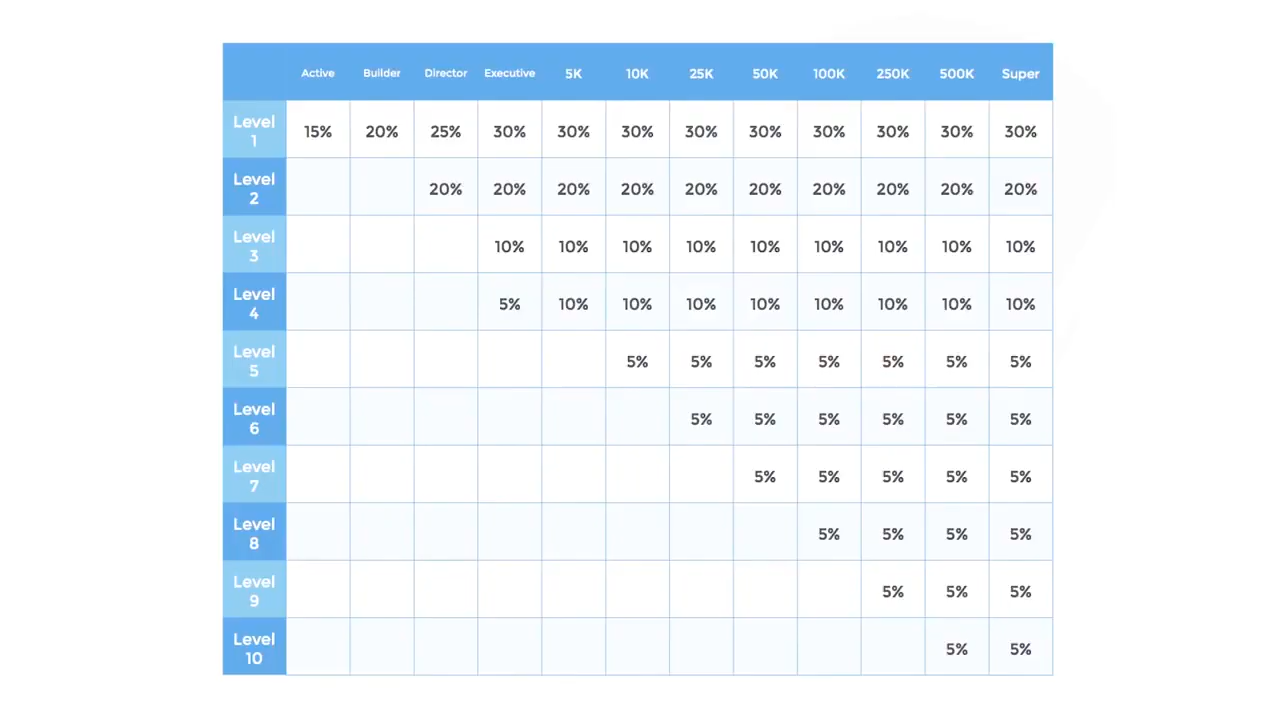 Active Builder Director Executive 5K 10K 25K 50K 100K 250K 500K Super
Level 1 15% 20% 25% 30% 30% 30% 30% 30% 30% 30% 30% 30%
Level 2 20% 20% 20% 20% 20% 20% 20% 20% 20% 20%
Level 3 10% 10% 10% 10% 10% 10% 10% 10% 10%
Level 4 5% 10% 10% 10% 10% 10% 10% 10% 10%
Level 5 5% 5% 5% 5% 5% 5% 5%
Level 6 5% 5% 5% 5% 5% 5%
Level 7 5% 5% 5% 5% 5%
Level 8 5% 5% 5% 5%
Level 9 5% 5% 5%
Level 10 5% 5%